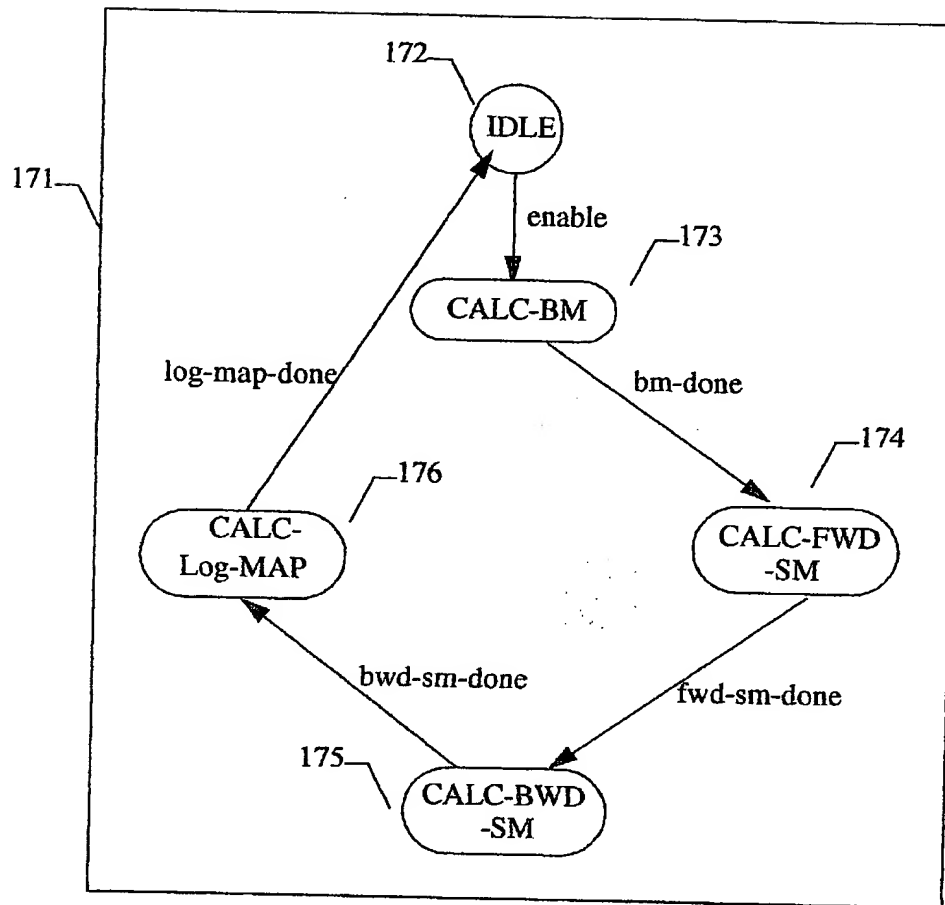 172
IDLE
171
enable
173
CALC-BM
log-map-done
bm-done
174
176
CALC-
Log-MAP
CALC-FWD
-SM
bwd-sm-done
fwd-sm-done
175
CALC-BWD
-SM